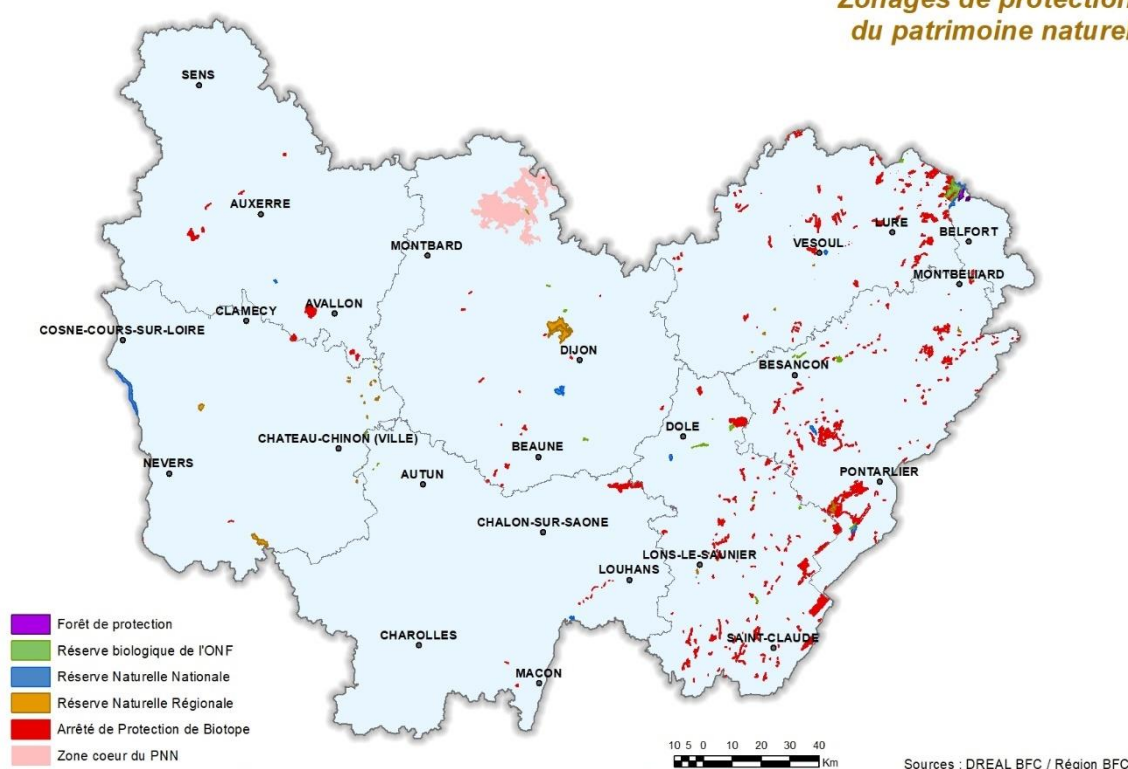 Zonages de protection
du patrimoine naturel
SENS
AUXERRE
MONTBARD
LURE
BELFORT
VESOUL
MONTBELIARD
CLAMECY
AVALLON
COSNE-COURS-SUR-LOIRE
DIJON
BESANCON
DOLE
CHATEAU-CHINON (VILLE)
BEAUNE
NEVERS
AUTUN
PONTARLIER
CHALON-SUR-SAONE
LONS-LE-SAUNIER
LOUHANS
CHAROLLES
SAINT-CLAUDE
MACON
Forêt de protection
Réserve biologique de l'ONF
Réserve Naturelle Nationale
Réserve Naturelle Régionale
Arrêté de Protection de Biotope
Zone coeur du PNN
10 5 0 10 20 30 40
Km
Sources : DREAL BFC / Région BFC